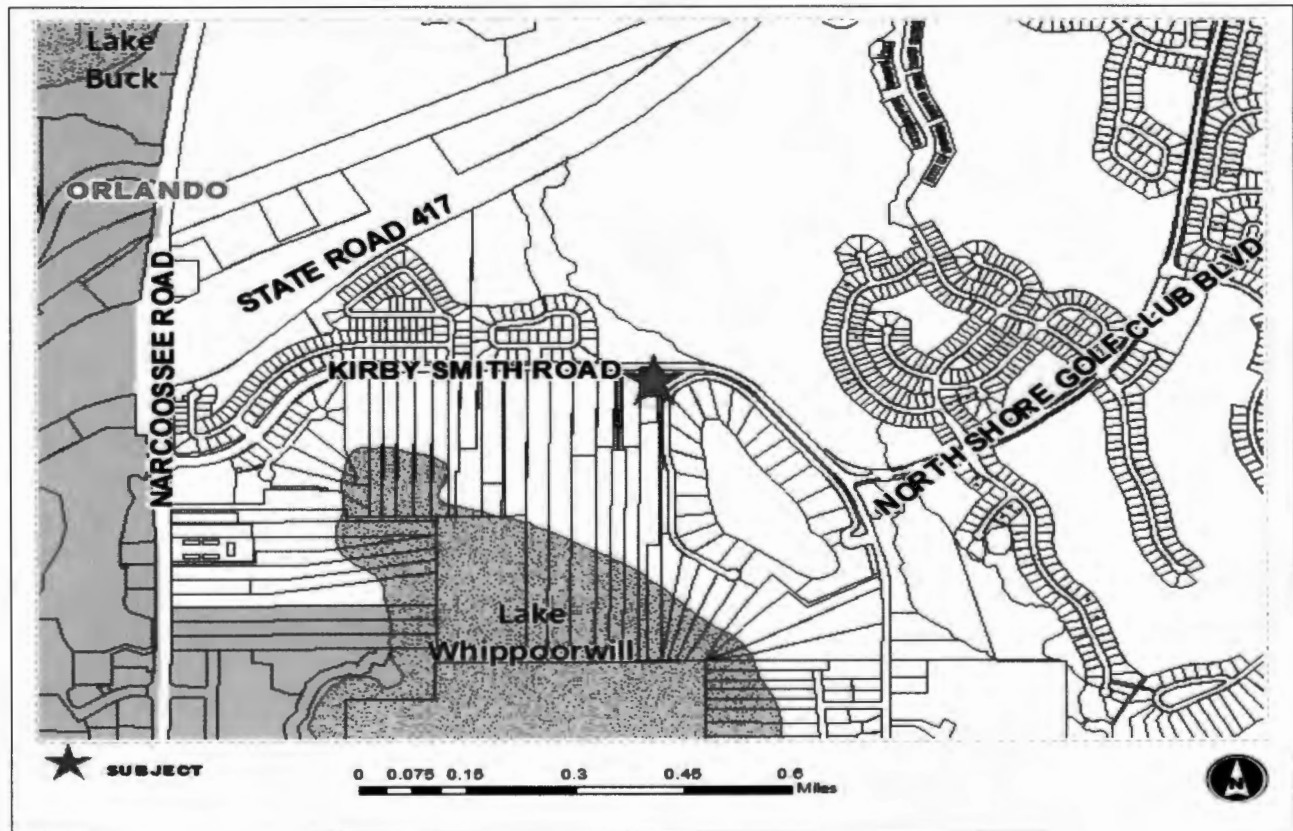 Lake
Buck
ORLANDO
STATE ROAD 417
NARCOOSSEE ROAD
KIRBY SMITH ROAD
NORTH SHORE GOLF CLUB BLVD
Lake
Whippoorwill
SUBJECT
0 0.075 0.15 0.3 0.45 0.6
Miles
N